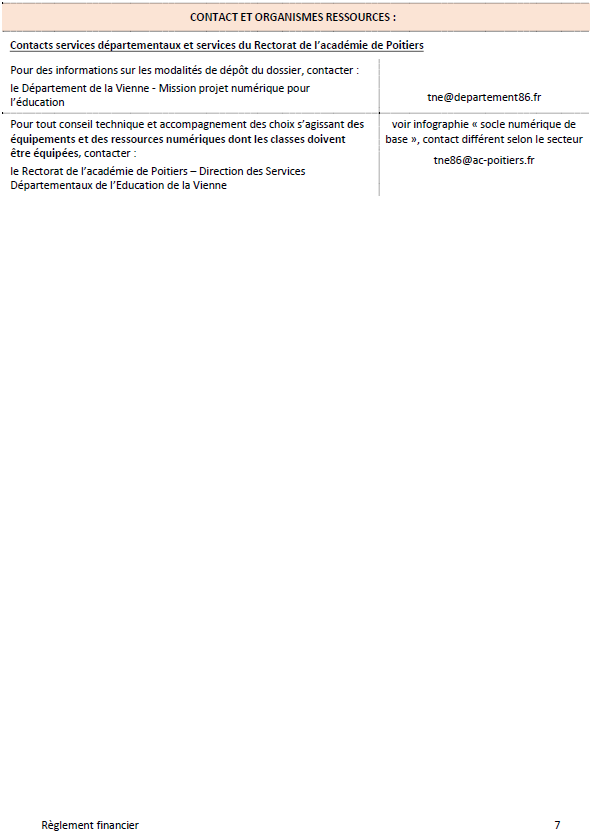 CONTACT ET ORGANISMES RESSOURCES :
Contacts services départementaux et services du Rectorat de l'académie de Poitiers
Pour des informations sur les modalités de dépôt du dossier, contacter :
le Département de la Vienne - Mission projet numérique pour
l'éducation
tne@departement86.fr
Pour tout conseil technique et accompagnement des choix s'agissant des
équipements et des ressources numériques dont les classes doivent
être équipées, contacter :
le Rectorat de l'académie de Poitiers – Direction des Services
Départementaux de l'Education de la Vienne
voir infographie « socle numérique de
base », contact différent selon le secteur
tne86@ac-poitiers.fr
Règlement financier 7